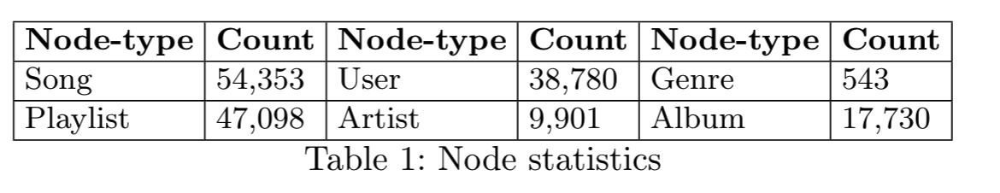 Node-type Count Node-type Count Node-type Count
Song 54,353 User 38,780 Genre 543
Playlist 47,098 Artist 9,901 Album 17,730
Table 1: Node statistics